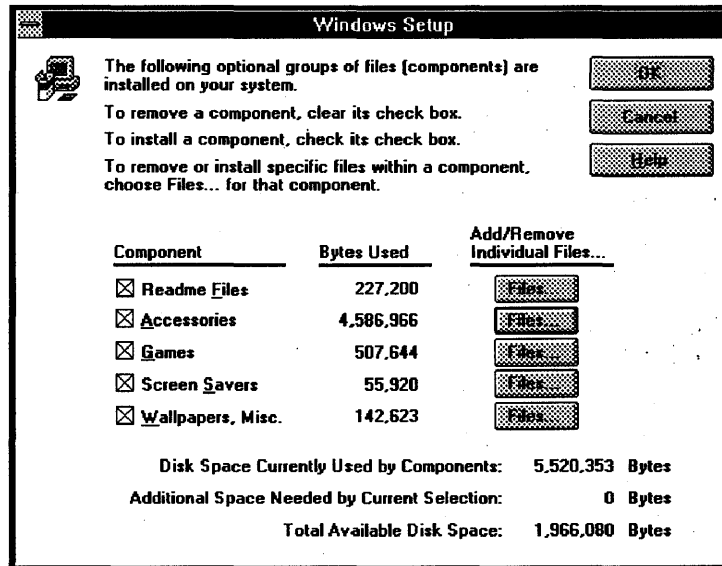 Windows Setup
The following optional groups of files (components) are
installed on your system.
To remove a component, clear its check box.
To install a component, check its check box.
To remove or install specific files within a component,
choose Files... for that component.
OK
Cancel
Help
Component Bytes Used Add/Remove
Individual Files...
Readme Files 227,200 Files...
Accessories 4,586,966 Files...
Games 507,644 Files...
Screen Savers 55,920 Files...
Wallpapers, Misc. 142,623 Files...
Disk Space Currently Used by Components: 5,520,353 Bytes
Additional Space Needed by Current Selection: 0 Bytes
Total Available Disk Space: 1,966,080 Bytes